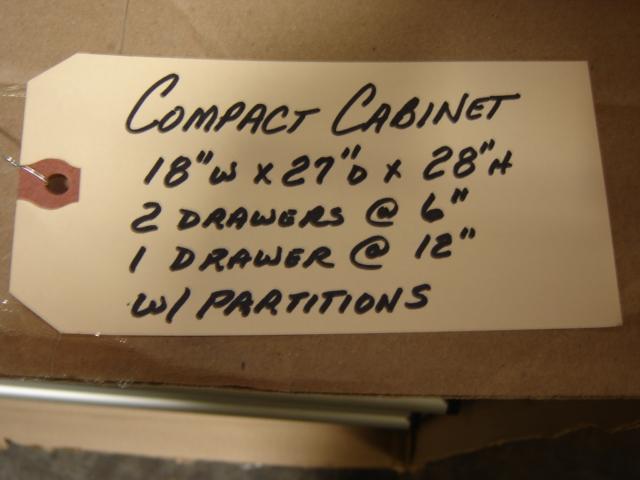 COMPACT CABINET
18"W x 27"D x 28"H
2 DRAWERS @ 6"
1 DRAWER @ 12"
W/ PARTITIONS